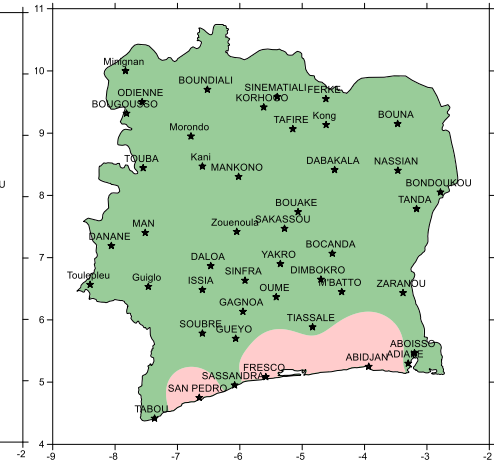 11
Minignan
10
BOUNDIALI
SINEMATIALI
FERKE
ODIENNE
KORHOGO
BOUGOUSSO
TAFIRE
Kong
BOUNA
9
Morondo
TOUBA
Kani
MANKONO
DABAKALA
NASSIAN
BONDOUKOU
U
8
BOUAKE
TANDA
MAN
Zouenoula
SAKASSOU
DANANE
BOCANDA
7
DALOA
YAKRO
Toulepleu
Guiglo
SINFRA
DIMBOKRO
ISSIA
OUME
M'BATTO
ZARANOU
GAGNOA
6
SOUBRE
GUEYO
TIASSALE
ABOISSO
ABIDJAN
ADIAKE
FRESCO
SASSANDRA
5
SAN PEDRO
TABOU
4
-2
-9
-8
-7
-6
-5
-4
-3
-2